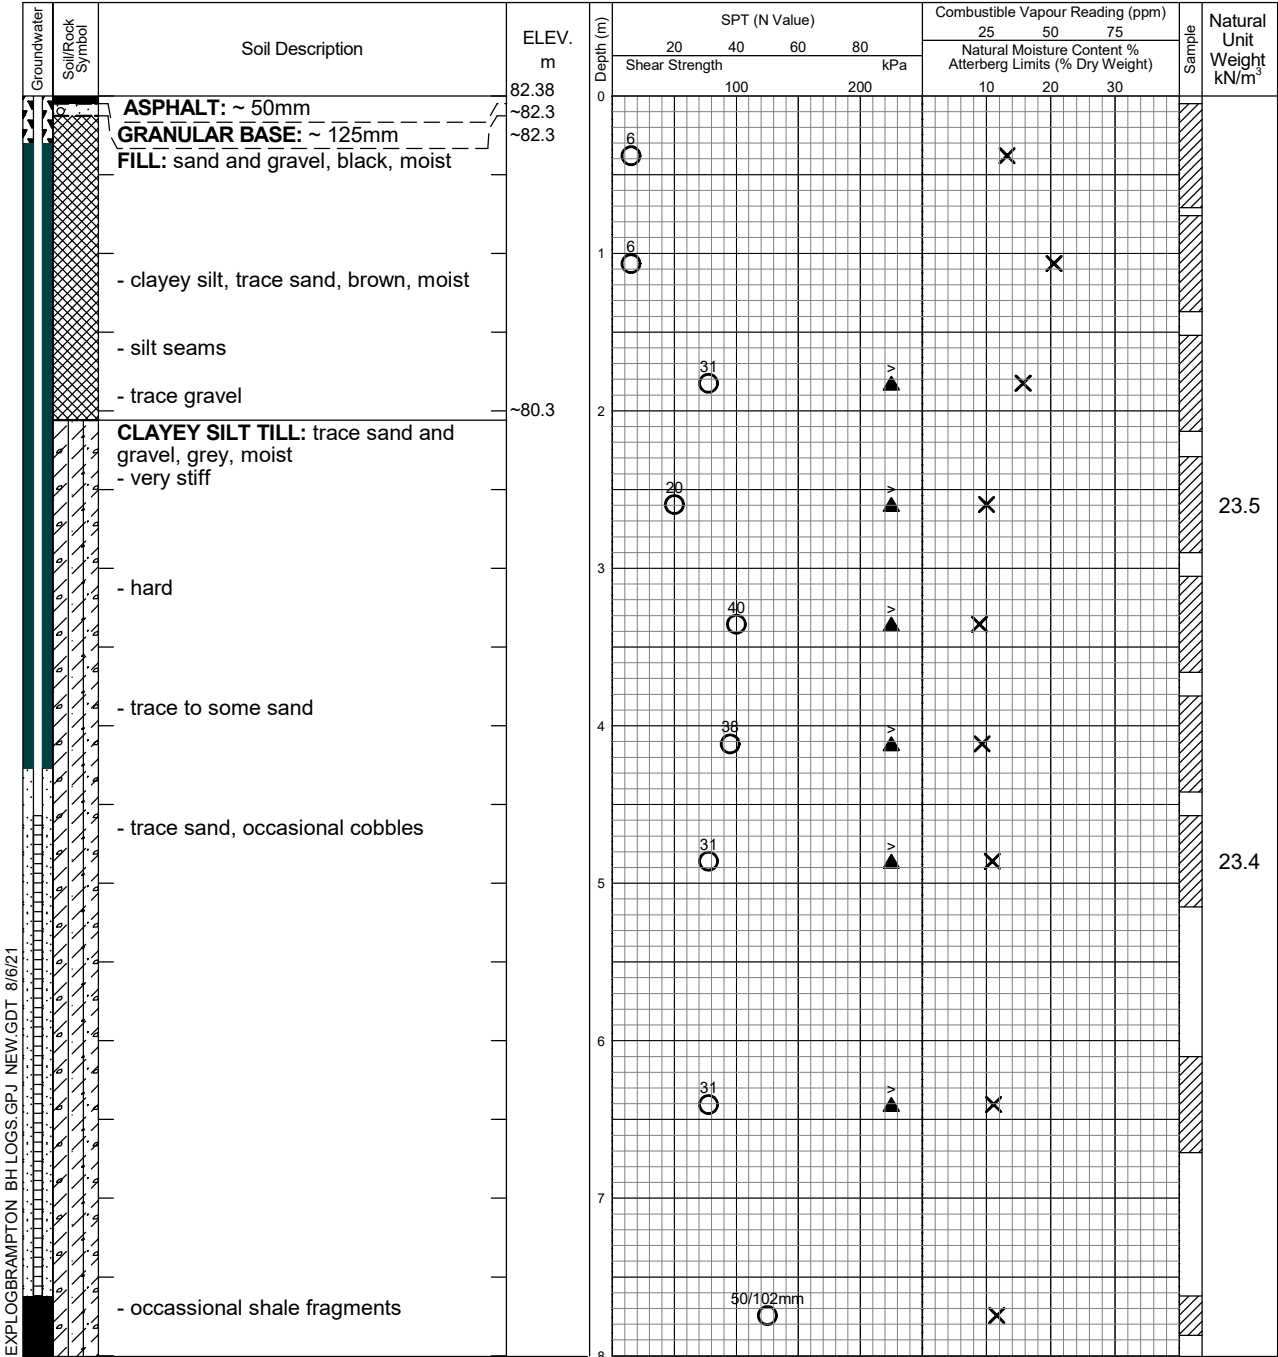 Groundwater
Soil/Rock
Symbol
Soil Description
ELEV.
m
Depth (m)
SPT (N Value)
20 40 60 80
Shear Strength kPa
100 200
Combustible Vapour Reading (ppm)
25 50 75
Natural Moisture Content %
Atterberg Limits (% Dry Weight)
10 20 30
Sample
Natural
Unit
Weight
kN/m³
82.38
0
ASPHALT: ~ 50mm
~82.3
GRANULAR BASE: ~ 125mm
~82.3
FILL: sand and gravel, black, moist
6
6
1
- clayey silt, trace sand, brown, moist
- silt seams
31
>
- trace gravel
~80.3
2
CLAYEY SILT TILL: trace sand and
gravel, grey, moist
- very stiff
20
>
23.5
3
- hard
40
>
- trace to some sand
4
38
>
- trace sand, occasional cobbles
31
>
23.4
5
6
31
>
7
- occassional shale fragments
50/102mm
8
EXPLOGBRAMPTON BH LOGS.GPJ NEW.GDT 8/6/21